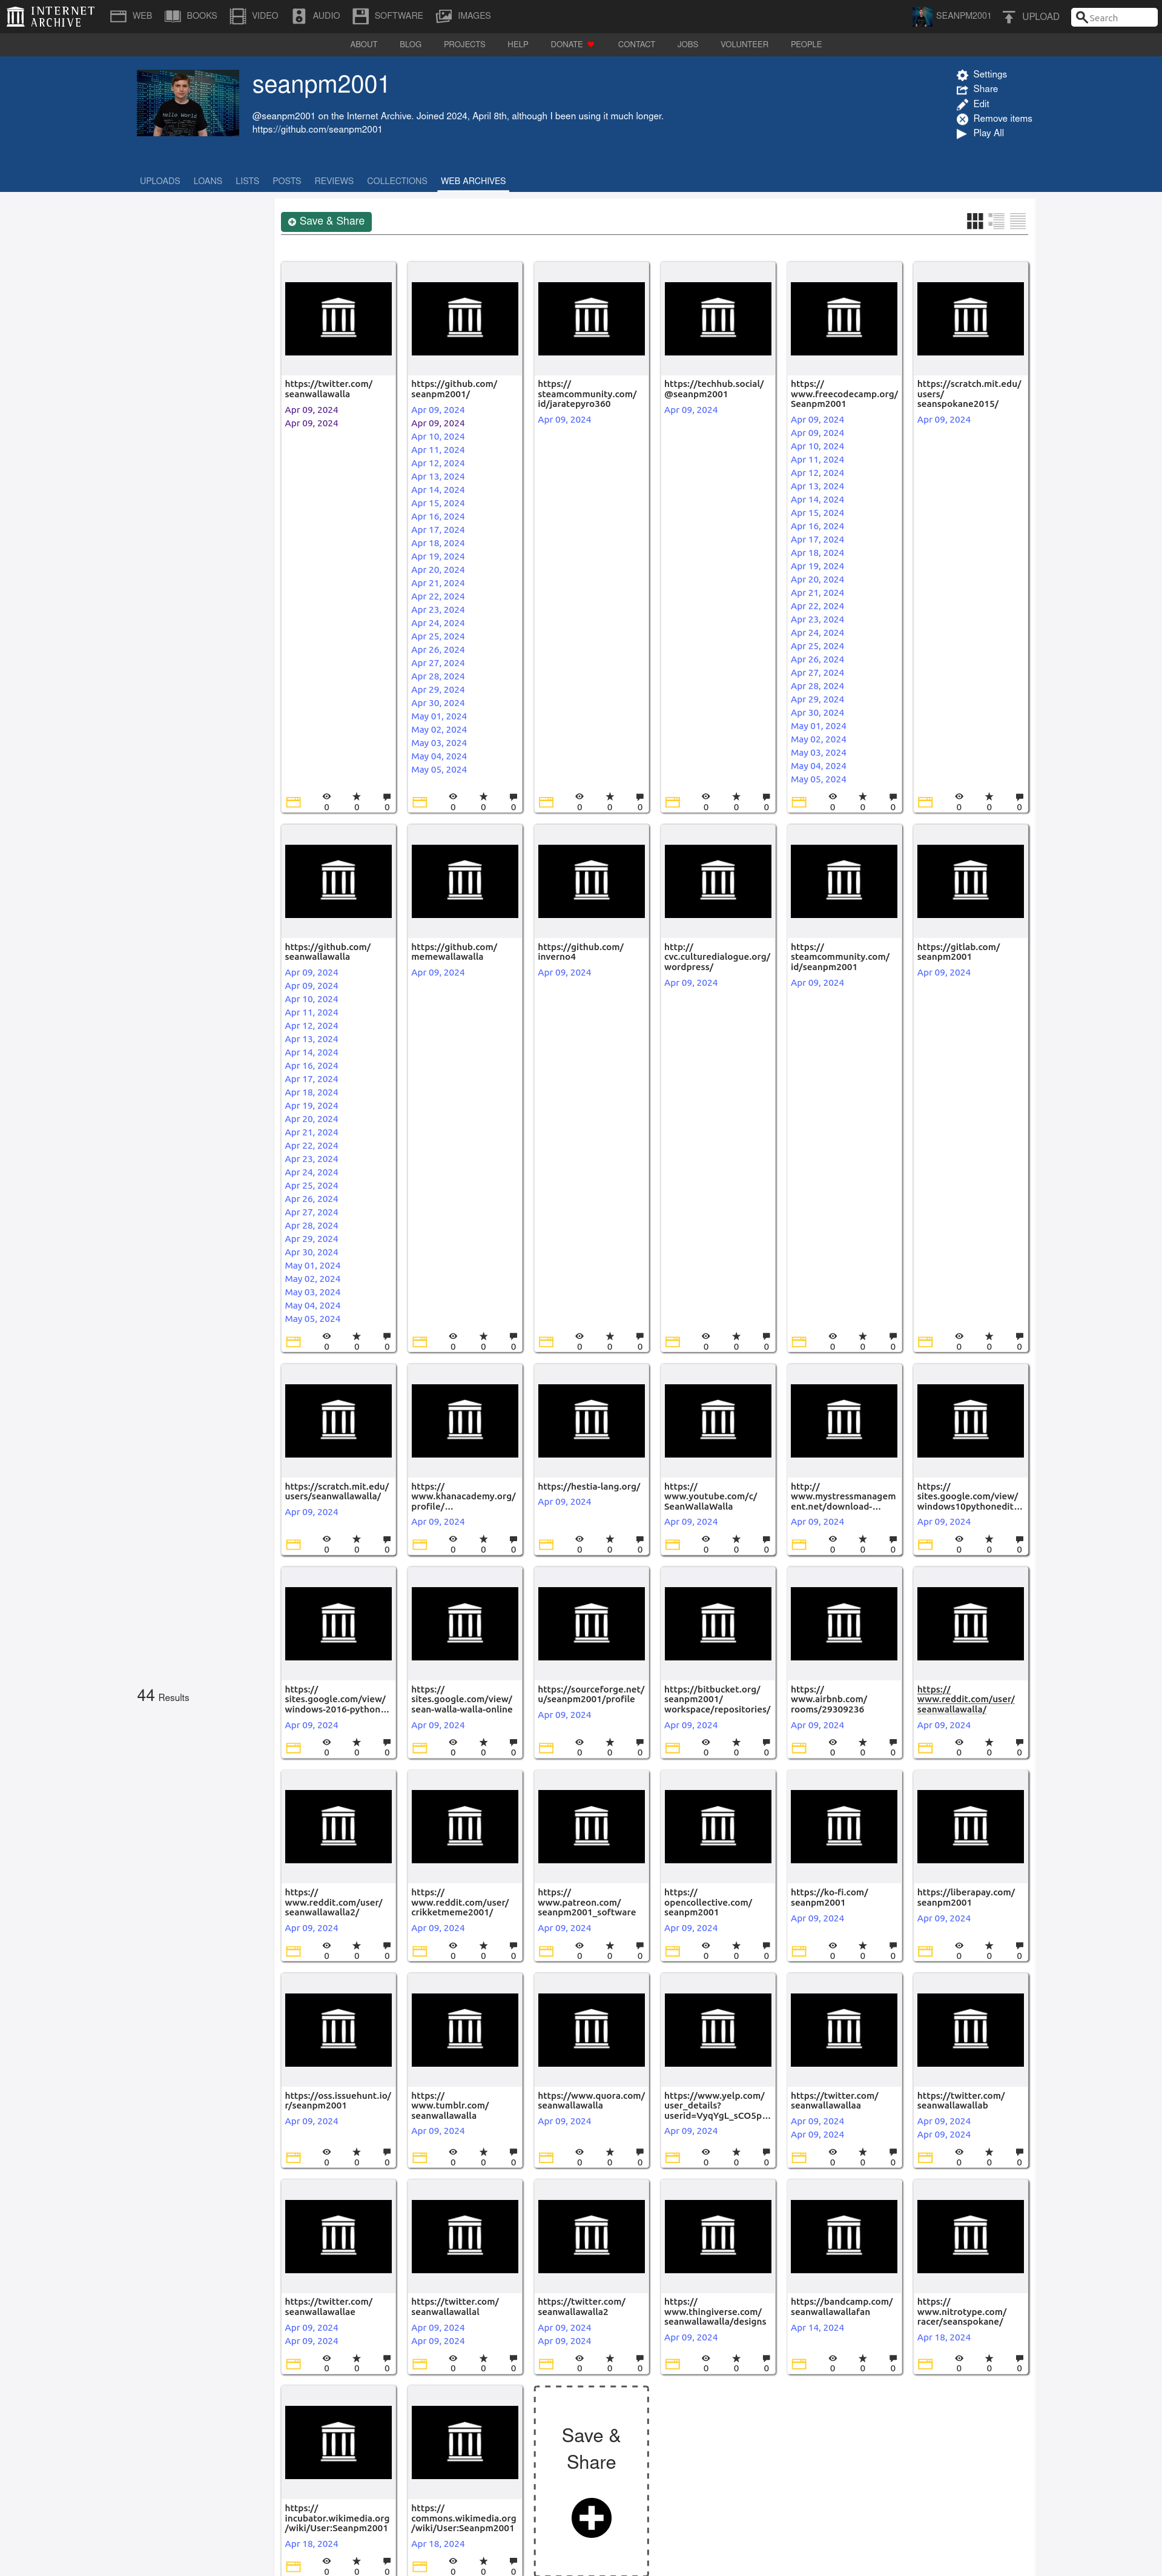 INTERNET ARCHIVE
WEB BOOKS VIDEO AUDIO SOFTWARE IMAGES SEANPM2001 UPLOAD Search
ABOUT BLOG PROJECTS HELP DONATE CONTACT JOBS VOLUNTEER PEOPLE
seanpm2001
@seanpm2001 on the Internet Archive. Joined 2024, April 8th, although I been using it much longer.
https://github.com/seanpm2001
Settings
Share
Edit
Remove items
Play All
UPLOADS LOANS LISTS POSTS REVIEWS COLLECTIONS WEB ARCHIVES
Save & Share
44 Results
https://twitter.com/
seanwallawalla
Apr 09, 2024
Apr 09, 2024
0 0 0
https://github.com/
seanpm2001/
Apr 09, 2024
Apr 09, 2024
Apr 10, 2024
Apr 11, 2024
Apr 12, 2024
Apr 13, 2024
Apr 14, 2024
Apr 15, 2024
Apr 16, 2024
Apr 17, 2024
Apr 18, 2024
Apr 19, 2024
Apr 20, 2024
Apr 21, 2024
Apr 22, 2024
Apr 23, 2024
Apr 24, 2024
Apr 25, 2024
Apr 26, 2024
Apr 27, 2024
Apr 28, 2024
Apr 29, 2024
Apr 30, 2024
May 01, 2024
May 02, 2024
May 03, 2024
May 04, 2024
May 05, 2024
0 0 0
https://
steamcommunity.com/
id/jaratepyro360
Apr 09, 2024
0 0 0
https://techhub.social/
@seanpm2001
Apr 09, 2024
0 0 0
https://
www.freecodecamp.org/
Seanpm2001
Apr 09, 2024
Apr 09, 2024
Apr 10, 2024
Apr 11, 2024
Apr 12, 2024
Apr 13, 2024
Apr 14, 2024
Apr 15, 2024
Apr 16, 2024
Apr 17, 2024
Apr 18, 2024
Apr 19, 2024
Apr 20, 2024
Apr 21, 2024
Apr 22, 2024
Apr 23, 2024
Apr 24, 2024
Apr 25, 2024
Apr 26, 2024
Apr 27, 2024
Apr 28, 2024
Apr 29, 2024
Apr 30, 2024
May 01, 2024
May 02, 2024
May 03, 2024
May 04, 2024
May 05, 2024
0 0 0
https://scratch.mit.edu/
users/
seanspokane2015/
Apr 09, 2024
0 0 0
https://github.com/
seanwallawalla
Apr 09, 2024
Apr 09, 2024
Apr 10, 2024
Apr 11, 2024
Apr 12, 2024
Apr 13, 2024
Apr 14, 2024
Apr 16, 2024
Apr 17, 2024
Apr 18, 2024
Apr 19, 2024
Apr 20, 2024
Apr 21, 2024
Apr 22, 2024
Apr 23, 2024
Apr 24, 2024
Apr 25, 2024
Apr 26, 2024
Apr 27, 2024
Apr 28, 2024
Apr 29, 2024
Apr 30, 2024
May 01, 2024
May 02, 2024
May 03, 2024
May 04, 2024
May 05, 2024
0 0 0
https://github.com/
memewallawalla
Apr 09, 2024
0 0 0
https://github.com/
inverno4
Apr 09, 2024
0 0 0
http://
cvc.culturedialogue.org/
wordpress/
Apr 09, 2024
0 0 0
https://
steamcommunity.com/
id/seanpm2001
Apr 09, 2024
0 0 0
https://gitlab.com/
seanpm2001
Apr 09, 2024
0 0 0
https://scratch.mit.edu/
users/seanwallawalla/
Apr 09, 2024
0 0 0
https://
www.khanacademy.org/
profile/…
Apr 09, 2024
0 0 0
https://hestia-lang.org/
Apr 09, 2024
0 0 0
https://
www.youtube.com/c/
SeanWallaWalla
Apr 09, 2024
0 0 0
http://
www.mystressmanagem
ent.net/download-…
Apr 09, 2024
0 0 0
https://
sites.google.com/view/
windows10pythonedit…
Apr 09, 2024
0 0 0
https://
sites.google.com/view/
windows-2016-python…
Apr 09, 2024
0 0 0
https://
sites.google.com/view/
sean-walla-walla-online
Apr 09, 2024
0 0 0
https://sourceforge.net/
u/seanpm2001/profile
Apr 09, 2024
0 0 0
https://bitbucket.org/
seanpm2001/
workspace/repositories/
Apr 09, 2024
0 0 0
https://
www.airbnb.com/
rooms/29309236
Apr 09, 2024
0 0 0
https://
www.reddit.com/user/
seanwallawalla/
Apr 09, 2024
0 0 0
https://
www.reddit.com/user/
seanwallawalla2/
Apr 09, 2024
0 0 0
https://
www.reddit.com/user/
crikketmeme2001/
Apr 09, 2024
0 0 0
https://
www.patreon.com/
seanpm2001_software
Apr 09, 2024
0 0 0
https://
opencollective.com/
seanpm2001
Apr 09, 2024
0 0 0
https://ko-fi.com/
seanpm2001
Apr 09, 2024
0 0 0
https://liberapay.com/
seanpm2001
Apr 09, 2024
0 0 0
https://oss.issuehunt.io/
r/seanpm2001
Apr 09, 2024
0 0 0
https://
www.tumblr.com/
seanwallawalla
Apr 09, 2024
0 0 0
https://www.quora.com/
seanwallawalla
Apr 09, 2024
0 0 0
https://www.yelp.com/
user_details?
userid=VyqYgL_sCO5p…
Apr 09, 2024
0 0 0
https://twitter.com/
seanwallawallaa
Apr 09, 2024
Apr 09, 2024
0 0 0
https://twitter.com/
seanwallawallab
Apr 09, 2024
Apr 09, 2024
0 0 0
https://twitter.com/
seanwallawallae
Apr 09, 2024
Apr 09, 2024
0 0 0
https://twitter.com/
seanwallawallal
Apr 09, 2024
Apr 09, 2024
0 0 0
https://twitter.com/
seanwallawalla2
Apr 09, 2024
Apr 09, 2024
0 0 0
https://
www.thingiverse.com/
seanwallawalla/designs
Apr 09, 2024
0 0 0
https://bandcamp.com/
seanwallawallafan
Apr 14, 2024
0 0 0
https://
www.nitrotype.com/
racer/seanspokane/
Apr 18, 2024
0 0 0
https://
incubator.wikimedia.org
/wiki/User:Seanpm2001
Apr 18, 2024
0 0 0
https://
commons.wikimedia.org
/wiki/User:Seanpm2001
Apr 18, 2024
0 0 0
Save &
Share